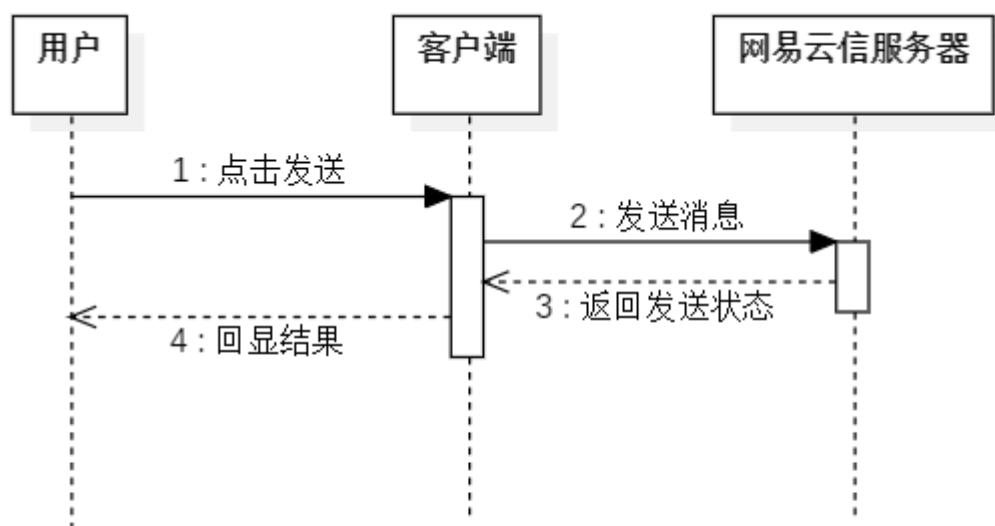 用户
客户端
网易云信服务器
1 : 点击发送
2 : 发送消息
3 : 返回发送状态
4 : 回显结果